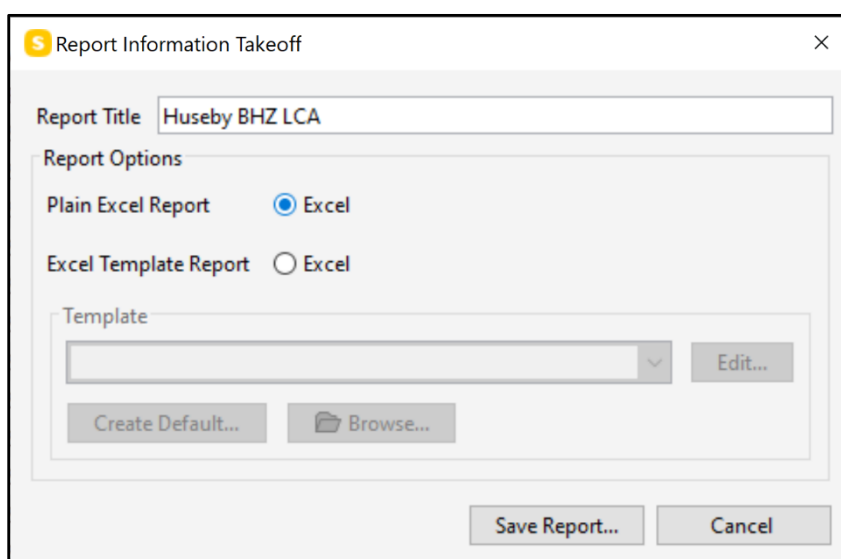 S Report Information Takeoff
Report Title Huseby BHZ LCA
Report Options
Plain Excel Report Excel
Excel Template Report Excel
Template
Edit...
Create Default... Browse...
Save Report... Cancel